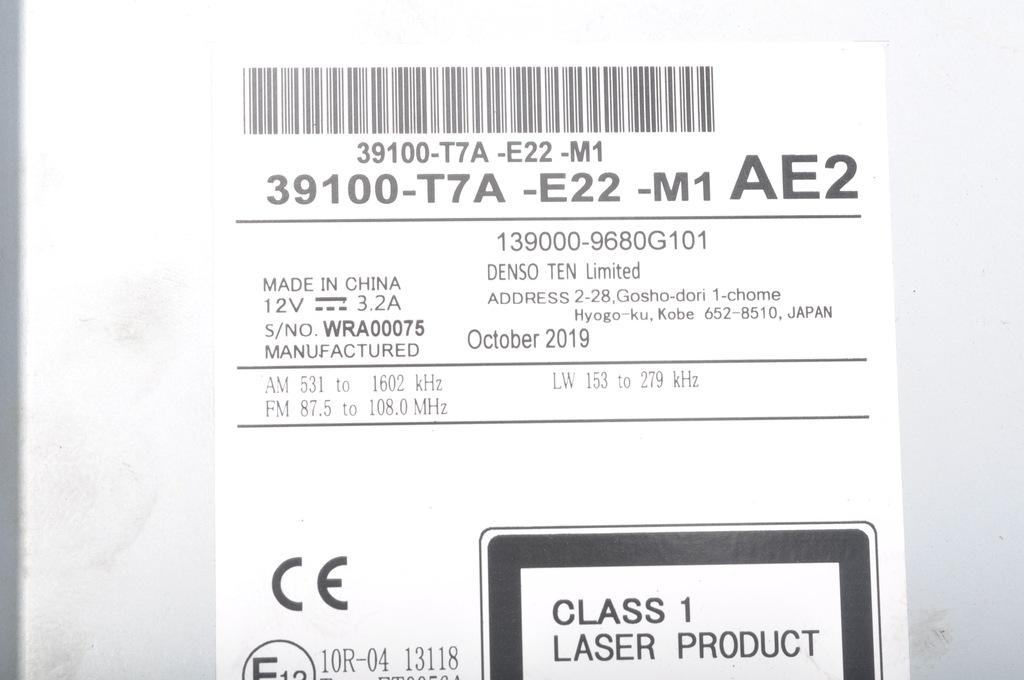 39100-T7A -E22 -M1
39100-T7A -E22 -M1 AE2
139000-9680G101
DENSO TEN Limited
MADE IN CHINA
ADDRESS 2-28,Gosho-dori 1-chome
12V ⎓ 3.2A
Hyogo-ku, Kobe 652-8510, JAPAN
S/NO. WRA00075
MANUFACTURED October 2019
AM 531 to 1602 kHz LW 153 to 279 kHz
FM 87.5 to 108.0 MHz
CE
CLASS 1
LASER PRODUCT
10R-04 13118